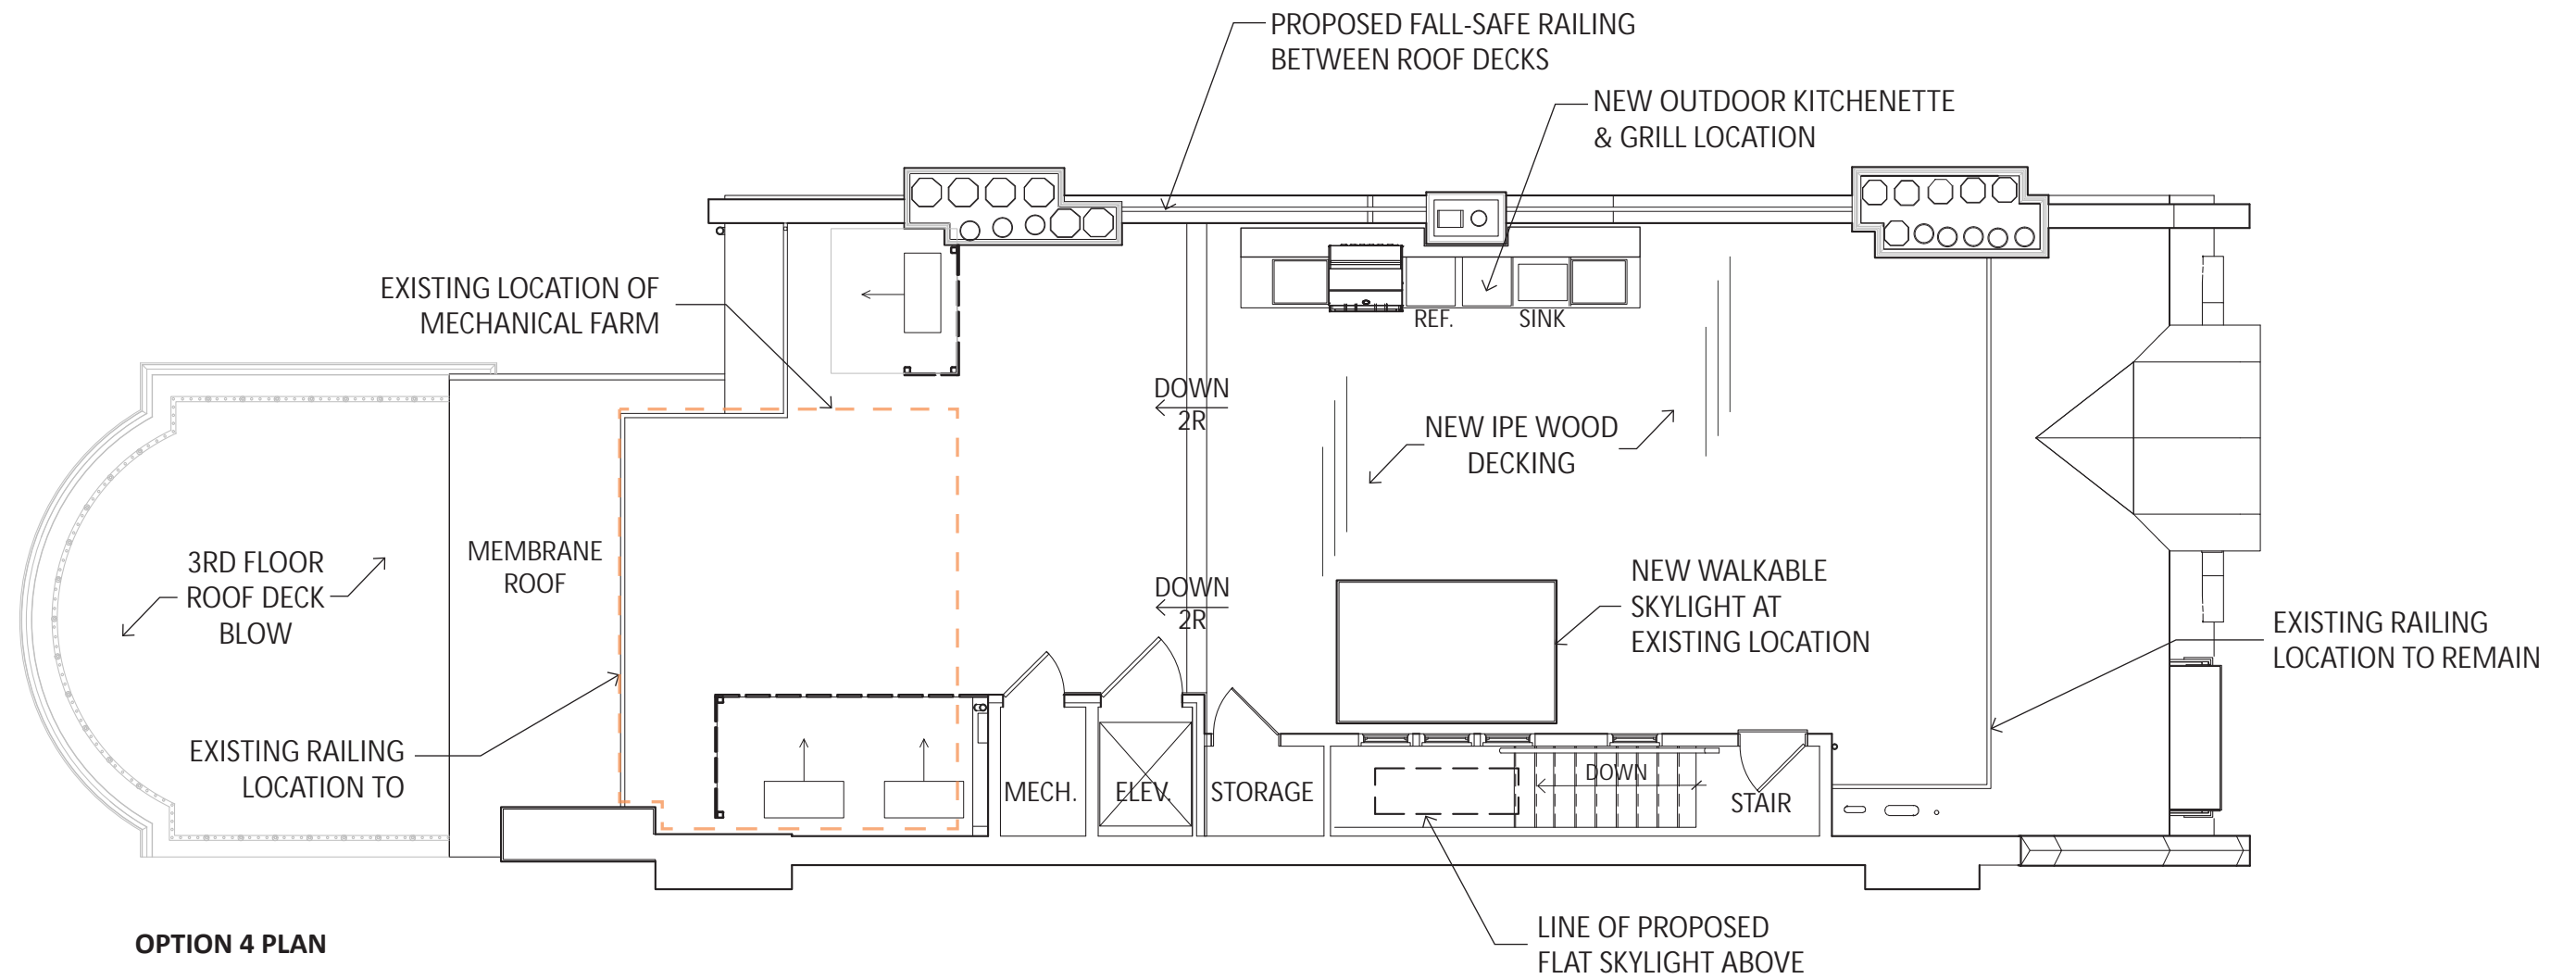 PROPOSED FALL-SAFE RAILING
BETWEEN ROOF DECKS
NEW OUTDOOR KITCHENETTE
& GRILL LOCATION
EXISTING LOCATION OF
MECHANICAL FARM
REF.
SINK
DOWN
2R
NEW IPE WOOD
DECKING
MEMBRANE
ROOF
3RD FLOOR
ROOF DECK
BLOW
DOWN
2R
NEW WALKABLE
SKYLIGHT AT
EXISTING LOCATION
EXISTING RAILING
LOCATION TO REMAIN
EXISTING RAILING
LOCATION TO
MECH.
ELEV.
STORAGE
DOWN
STAIR
LINE OF PROPOSED
FLAT SKYLIGHT ABOVE
OPTION 4 PLAN